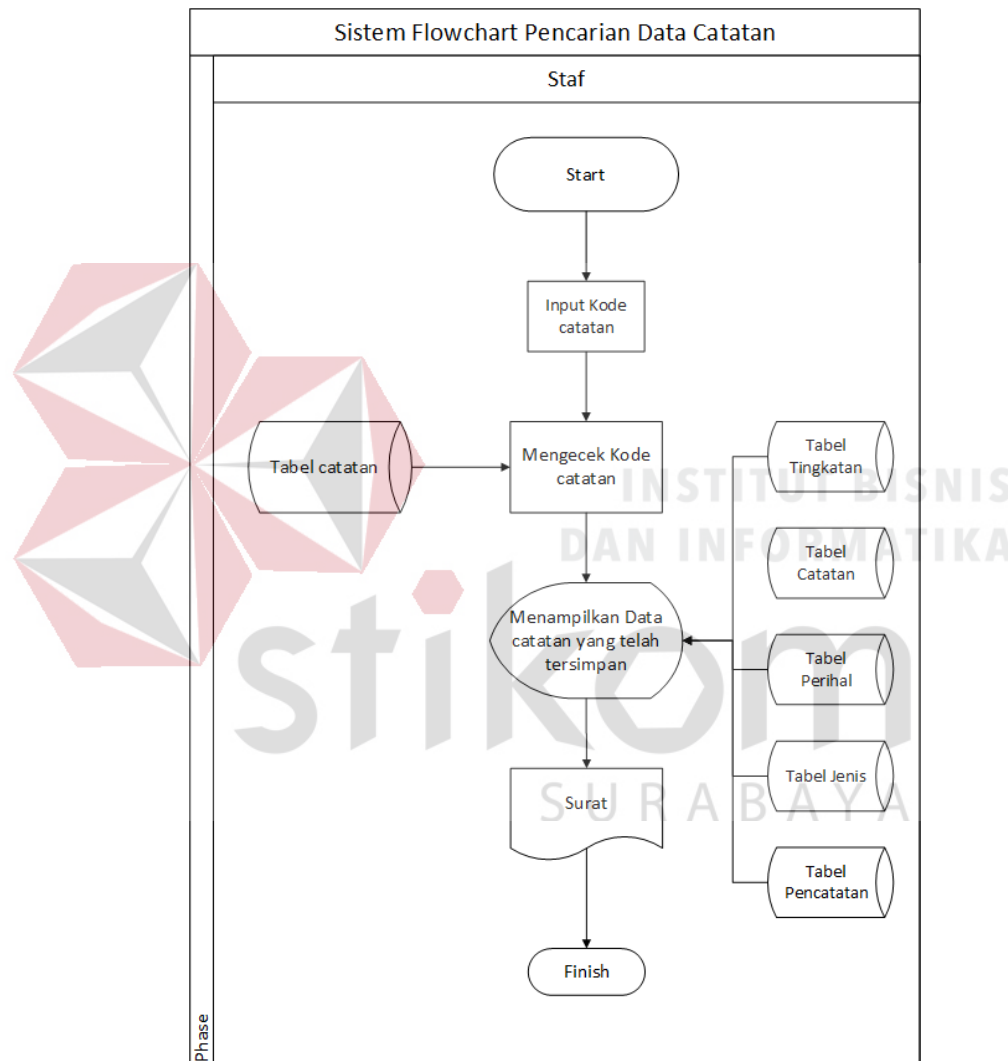 Sistem Flowchart Pencarian Data Catatan
Staf
Start
Input Kode
catatan
Tabel catatan
Mengecek Kode
catatan
Tabel
Tingkatan
INSTITUT BISNIS
DAN INFORMATIKA
Tabel
Catatan
Menampilkan Data
catatan yang telah
tersimpan
Tabel
Perihal
stikom
Tabel Jenis
Surat
SURABAYA
Tabel
Pencatatan
Finish
Phase